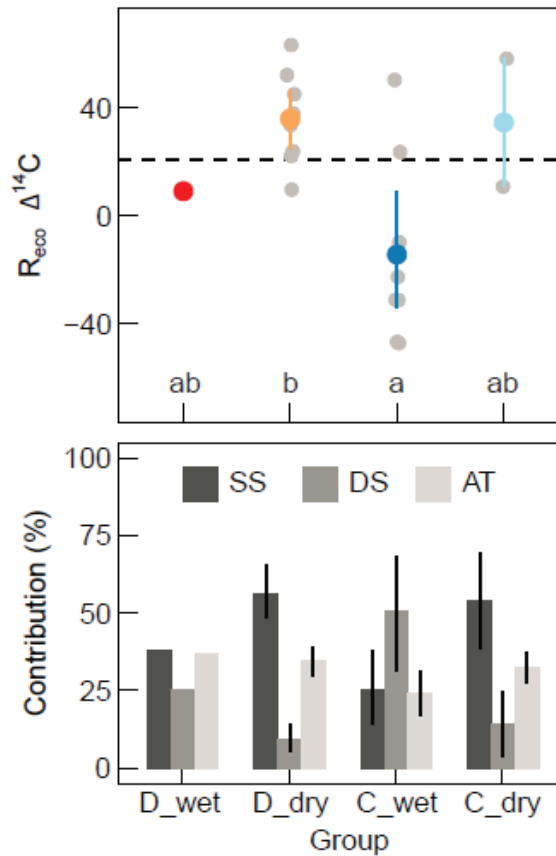 R_eco Δ¹⁴C
40
0
−40
ab b a ab
SS DS AT
Contribution (%)
100
75
50
25
0
D_wet D_dry C_wet C_dry
Group